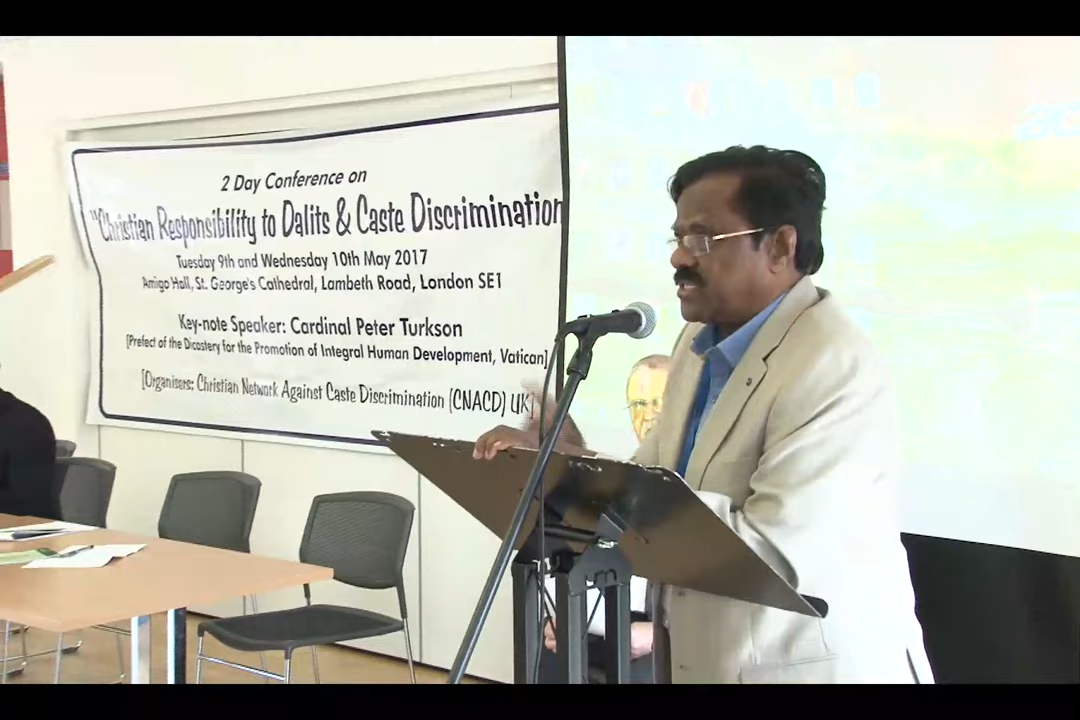 2 Day Conference on
"Christian Responsibility to Dalits & Caste Discrimination
Tuesday 9th and Wednesday 10th May 2017
Amigo Hall, St. George's Cathedral, Lambeth Road, London SE1
Key-note Speaker: Cardinal Peter Turkson
[Prefect of the Dicastery for the Promotion of Integral Human Development, Vatican]
[Organisers: Christian Network Against Caste Discrimination (CNACD) UK]